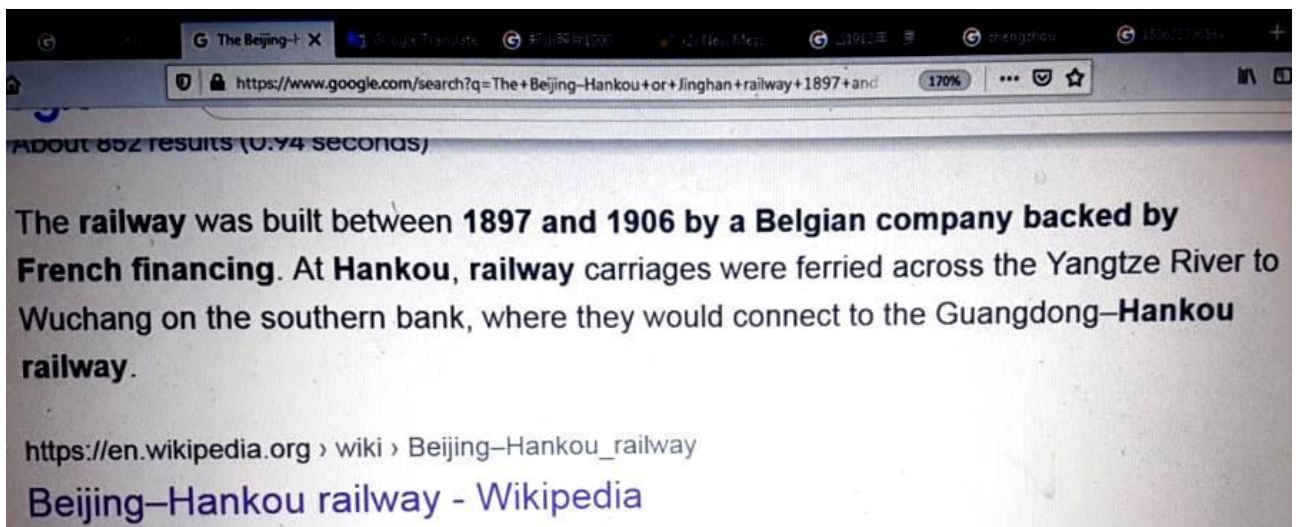 The Beijing–H
Google Translate
https://www.google.com/search?q=The+Beijing–Hankou+or+Jinghan+railway+1897+and
170%
About 852 results (0.94 seconds)
The railway was built between 1897 and 1906 by a Belgian company backed by
French financing. At Hankou, railway carriages were ferried across the Yangtze River to
Wuchang on the southern bank, where they would connect to the Guangdong–Hankou
railway.
https://en.wikipedia.org › wiki › Beijing–Hankou_railway
Beijing–Hankou railway - Wikipedia